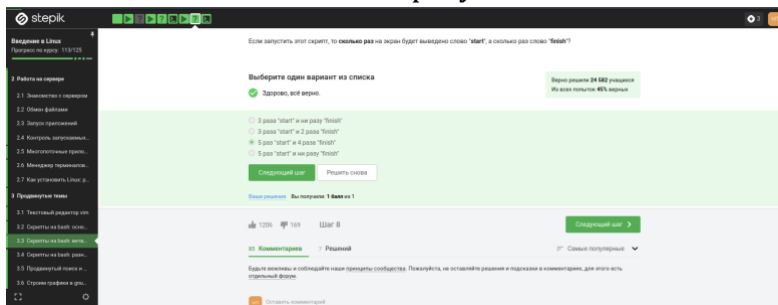 stepik
3
Введение в Linux
Прогресс по курсу: 113/125
2 Работа на сервере
2.1 Знакомство с сервером
2.2 Обмен файлами
2.3 Запуск приложений
2.4 Контроль запускаемых...
2.5 Многопоточные прило...
2.6 Менеджер терминалов...
2.7 Как установить Linux: р...
3 Продвинутые темы
3.1 Текстовый редактор vim
3.2 Скрипты на bash: осно...
3.3 Скрипты на bash: ветв...
3.4 Скрипты на bash: разн...
3.5 Продвинутый поиск и ...
3.6 Строим графики в gnu...
Если запустить этот скрипт, то сколько раз на экран будет выведено слово "start", а сколько раз слово "finish"?
Выберите один вариант из списка
Здорово, всё верно.
Верно решили 24 582 учащихся
Из всех попыток 45% верных
3 раза "start" и ни разу "finish"
3 раза "start" и 2 раза "finish"
5 раз "start" и 4 раза "finish"
5 раз "start" и ни разу "finish"
Следующий шаг
Решить снова
Ваши решения Вы получили: 1 балл из 1
1206 169 Шаг 8
Следующий шаг
Комментариев
Решений
Самые популярные
Будьте вежливы и соблюдайте наши принципы сообщества. Пожалуйста, не оставляйте решения и подсказки в комментариях, для этого есть
отдельный форум.
Оставить комментарий